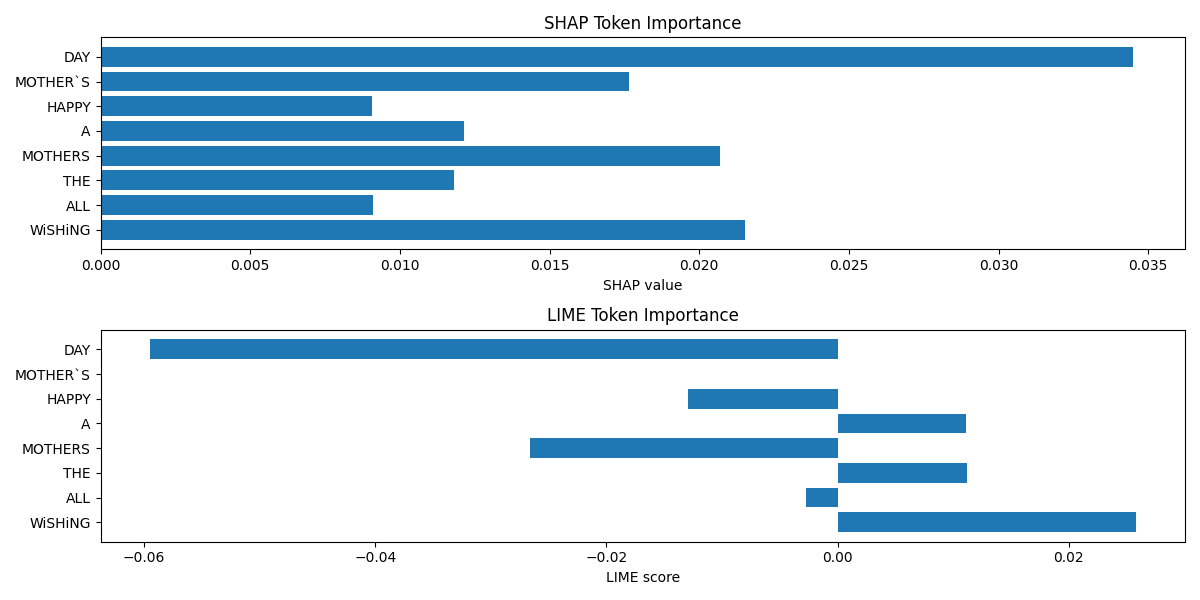 SHAP Token Importance
DAY
MOTHER`S
HAPPY
A
MOTHERS
THE
ALL
WiSHiNG
0.000 0.005 0.010 0.015 0.020 0.025 0.030 0.035
SHAP value
LIME Token Importance
DAY
MOTHER`S
HAPPY
A
MOTHERS
THE
ALL
WiSHiNG
−0.06 −0.04 −0.02 0.00 0.02
LIME score